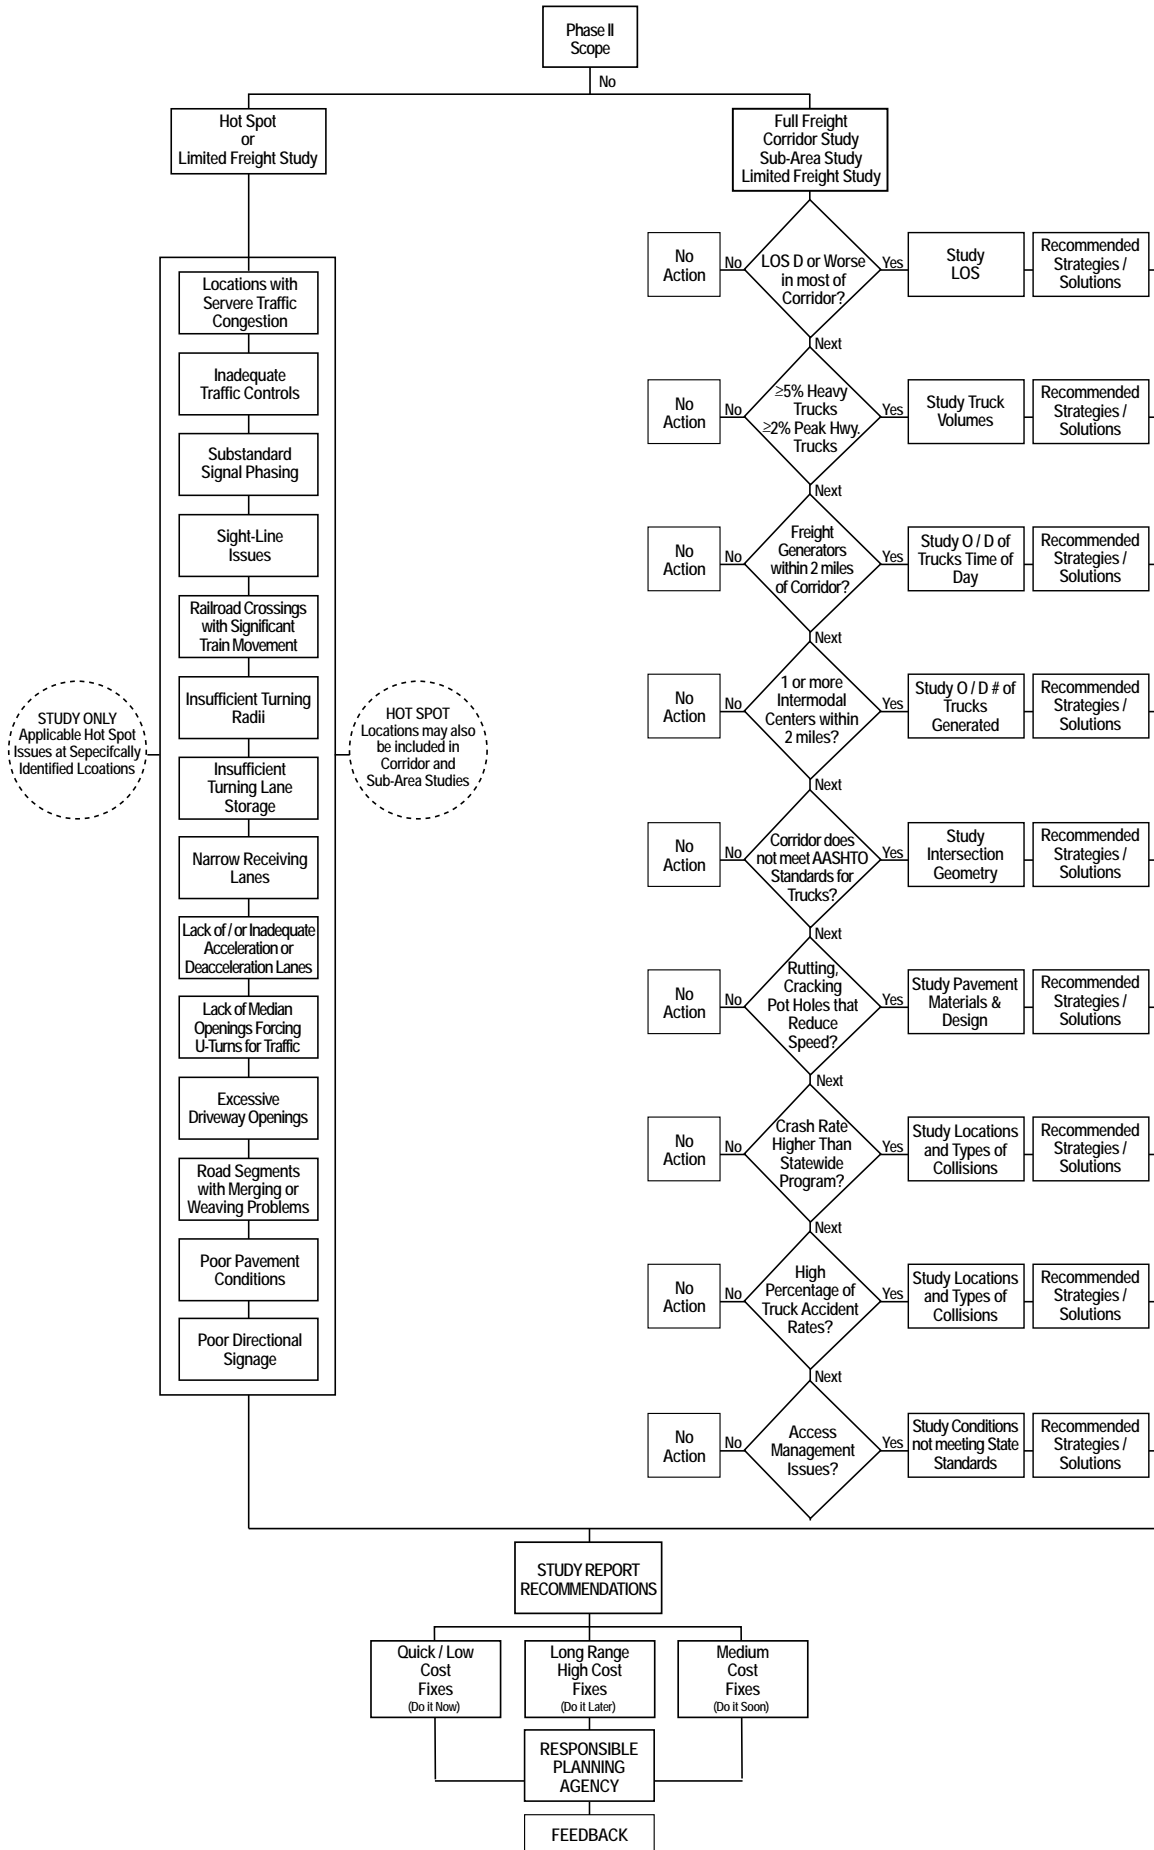 Phase II
Scope
No
Hot Spot
or
Limited Freight Study
Full Freight
Corridor Study
Sub-Area Study
Limited Freight Study
Locations with
Servere Traffic
Congestion
Inadequate
Traffic Controls
Substandard
Signal Phasing
Sight-Line
Issues
Railroad Crossings
with Significant
Train Movement
Insufficient Turning
Radii
Insufficient
Turning Lane
Storage
Narrow Receiving
Lanes
Lack of / or Inadequate
Acceleration or
Deacceleration Lanes
Lack of Median
Openings Forcing
U-Turns for Traffic
Excessive
Driveway Openings
Road Segments
with Merging or
Weaving Problems
Poor Pavement
Conditions
Poor Directional
Signage
STUDY ONLY
Applicable Hot Spot
Issues at Sepecifcally
Identified Lcoations
HOT SPOT
Locations may also
be included in
Corridor and
Sub-Area Studies
No
Action
No
LOS D or Worse
in most of
Corridor?
Yes
Study
LOS
Recommended
Strategies /
Solutions
Next
No
Action
No
≥5% Heavy
Trucks
≥2% Peak Hwy.
Trucks
Yes
Study Truck
Volumes
Recommended
Strategies /
Solutions
Next
No
Action
No
Freight
Generators
within 2 miles
of Corridor?
Yes
Study O / D of
Trucks Time of
Day
Recommended
Strategies /
Solutions
Next
No
Action
No
1 or more
Intermodal
Centers within
2 miles?
Yes
Study O / D # of
Trucks
Generated
Recommended
Strategies /
Solutions
Next
No
Action
No
Corridor does
not meet AASHTO
Standards for
Trucks?
Yes
Study
Intersection
Geometry
Recommended
Strategies /
Solutions
Next
No
Action
No
Rutting,
Cracking
Pot Holes that
Reduce
Speed?
Yes
Study Pavement
Materials &
Design
Recommended
Strategies /
Solutions
Next
No
Action
No
Crash Rate
Higher Than
Statewide
Program?
Yes
Study Locations
and Types of
Collisions
Recommended
Strategies /
Solutions
Next
No
Action
No
High
Percentage of
Truck Accident
Rates?
Yes
Study Locations
and Types of
Collisions
Recommended
Strategies /
Solutions
Next
No
Action
No
Access
Management
Issues?
Yes
Study Conditions
not meeting State
Standards
Recommended
Strategies /
Solutions
STUDY REPORT
RECOMMENDATIONS
Quick / Low
Cost
Fixes
(Do it Now)
Long Range
High Cost
Fixes
(Do it Later)
Medium
Cost
Fixes
(Do it Soon)
RESPONSIBLE
PLANNING
AGENCY
FEEDBACK